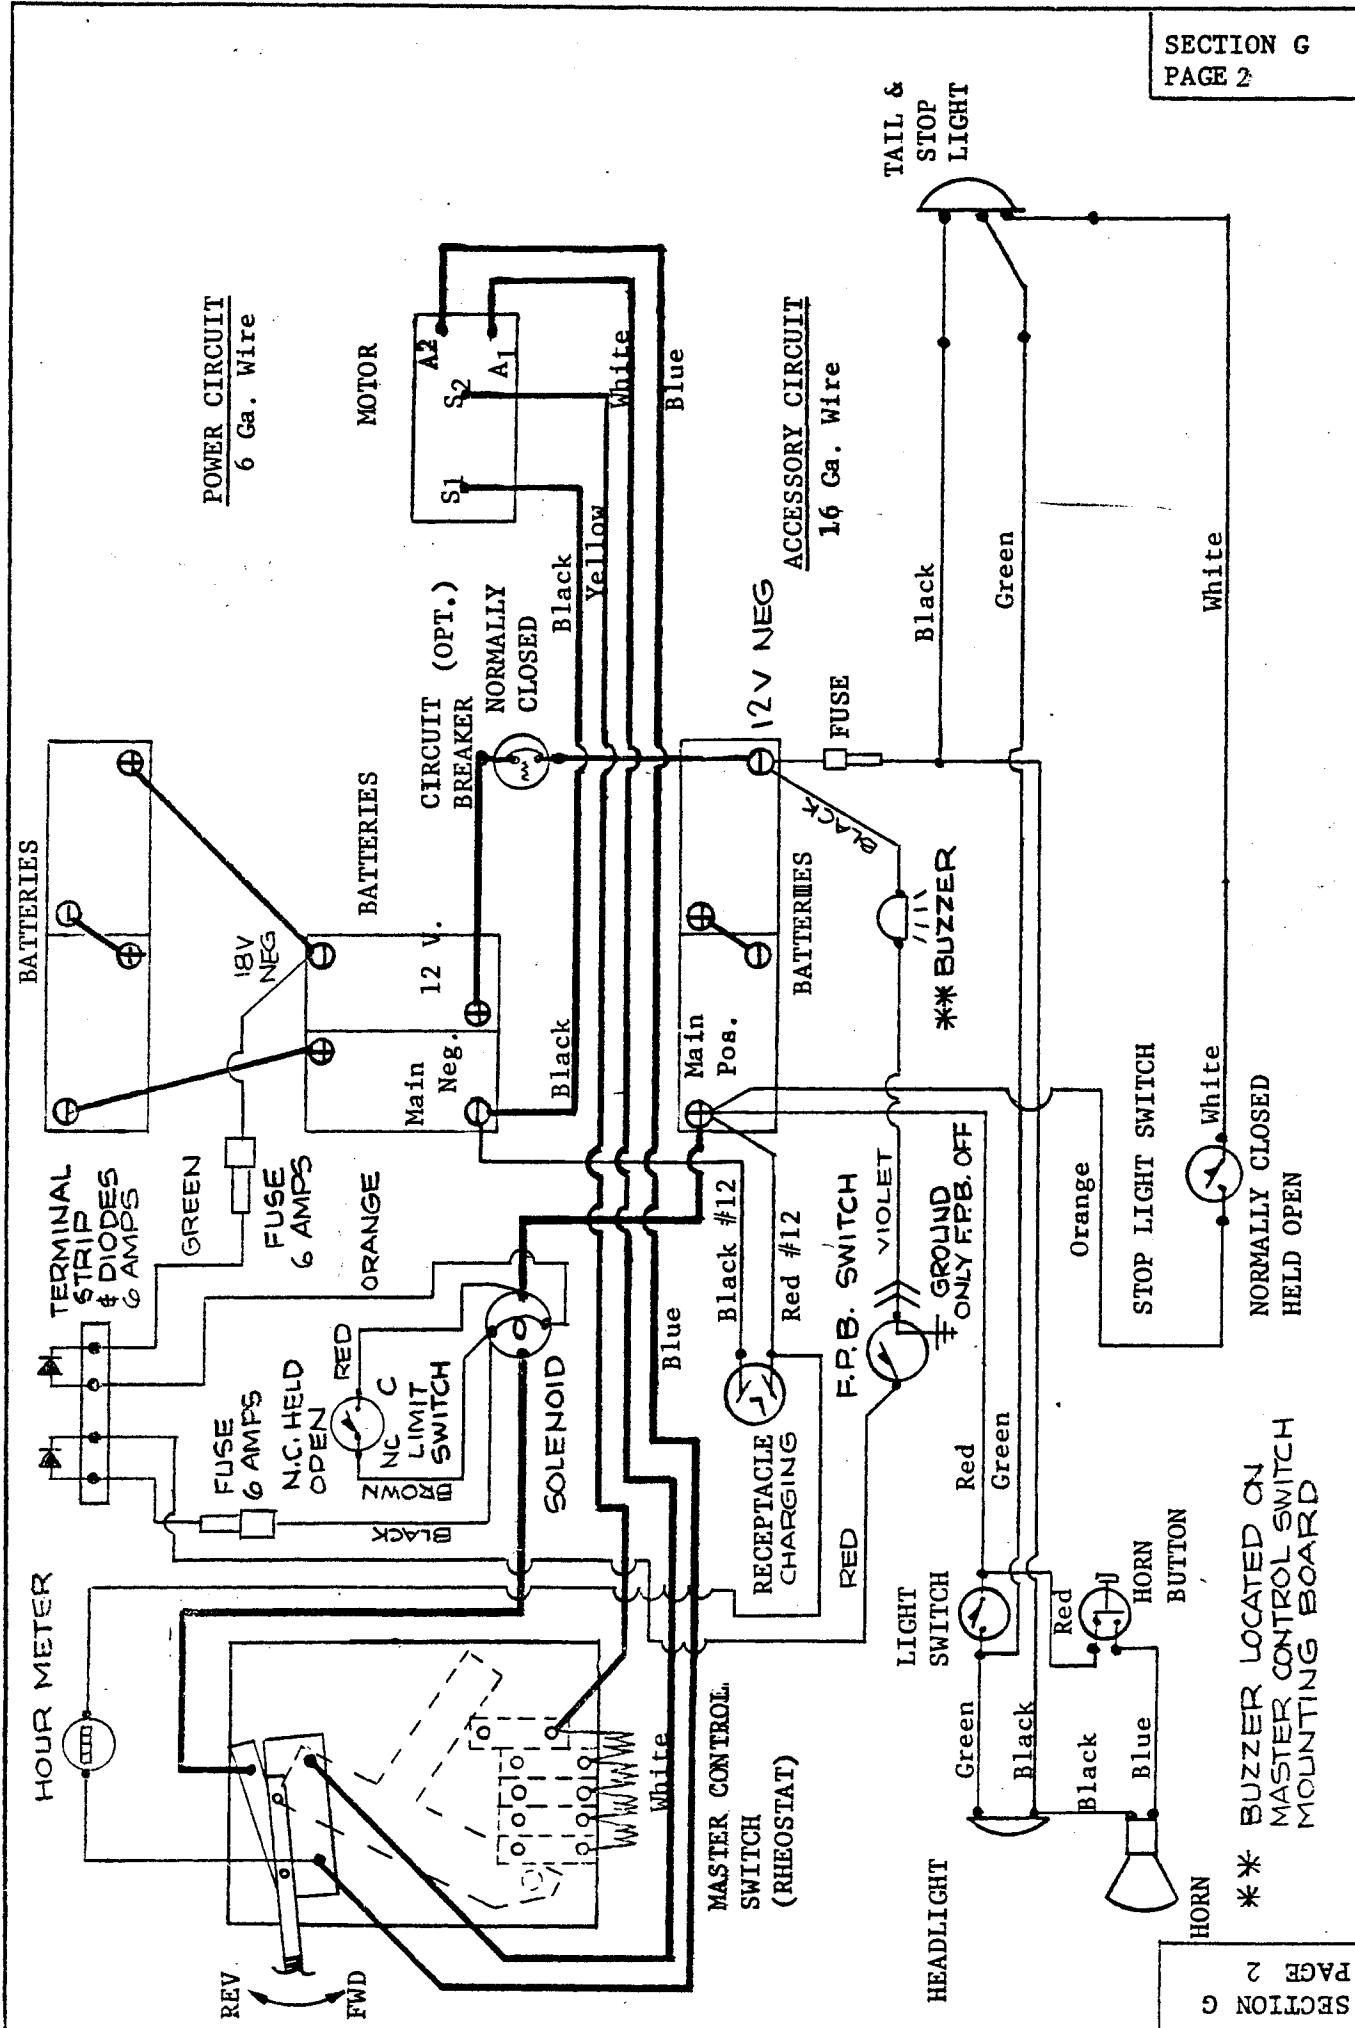 SECTION G
PAGE 2
TAIL &
STOP
LIGHT
POWER CIRCUIT
6 Ga. Wire
MOTOR
A2
A1
S2
S1
White
Blue
ACCESSORY CIRCUIT
16 Ga. Wire
Black
Yellow
CIRCUIT (OPT.)
BREAKER
NORMALLY
CLOSED
12V NEG
FUSE
Black
Green
White
BATTERIES
BATTERIES
18V
NEG
12 V.
Main
Neg.
Black
BLACK
BATTERIES
Main
Pos.
** BUZZER
TERMINAL
STRIP
& DIODES
6 AMPS
GREEN
FUSE
6 AMPS
ORANGE
RED
FUSE
6 AMPS
N.C. HELD
OPEN
NC
C
LIMIT
SWITCH
BROWN
BLACK
SOLENOID
Blue
Black #12
Red #12
RECEPTACLE
CHARGING
F.P.B. SWITCH
VIOLET
GROUND
ONLY F.P.B. OFF
RED
Orange
STOP LIGHT SWITCH
White
NORMALLY CLOSED
HELD OPEN
HOUR METER
REV
FWD
White
MASTER CONTROL
SWITCH
(RHEOSTAT)
Red
Green
LIGHT
SWITCH
Red
HORN
BUTTON
Green
Black
Black
Blue
HEADLIGHT
HORN
** BUZZER LOCATED ON
MASTER CONTROL SWITCH
MOUNTING BOARD
SECTION G
PAGE 2